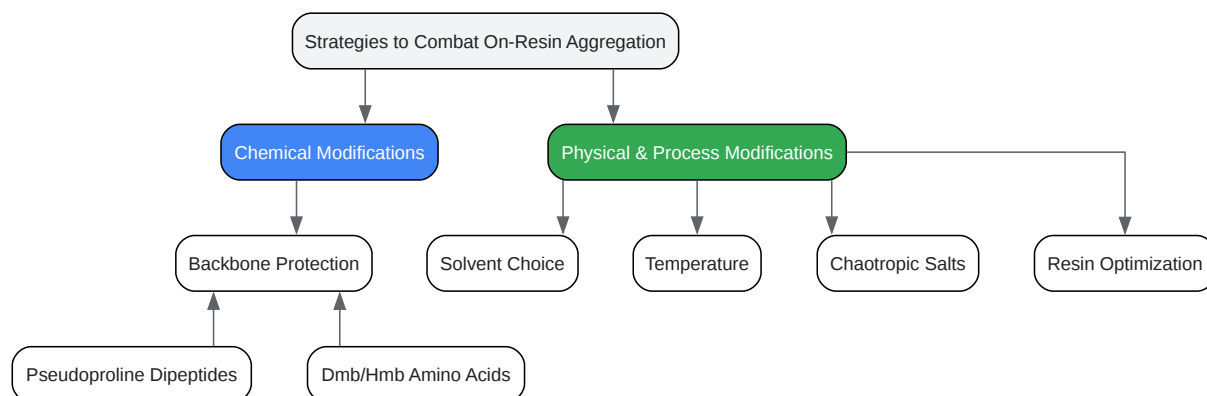 Strategies to Combat On-Resin Aggregation
Chemical Modifications
Physical & Process Modifications
Backbone Protection
Solvent Choice
Temperature
Chaotropic Salts
Resin Optimization
Pseudoproline Dipeptides
Dmb/Hmb Amino Acids